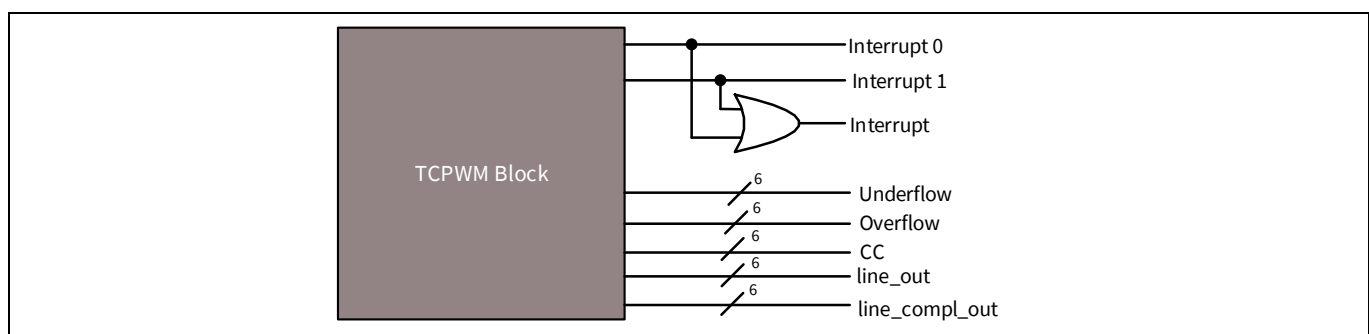 Interrupt 0
Interrupt 1
Interrupt
TCPWM Block
6
Underflow
6
Overflow
6
CC
6
line_out
6
line_compl_out